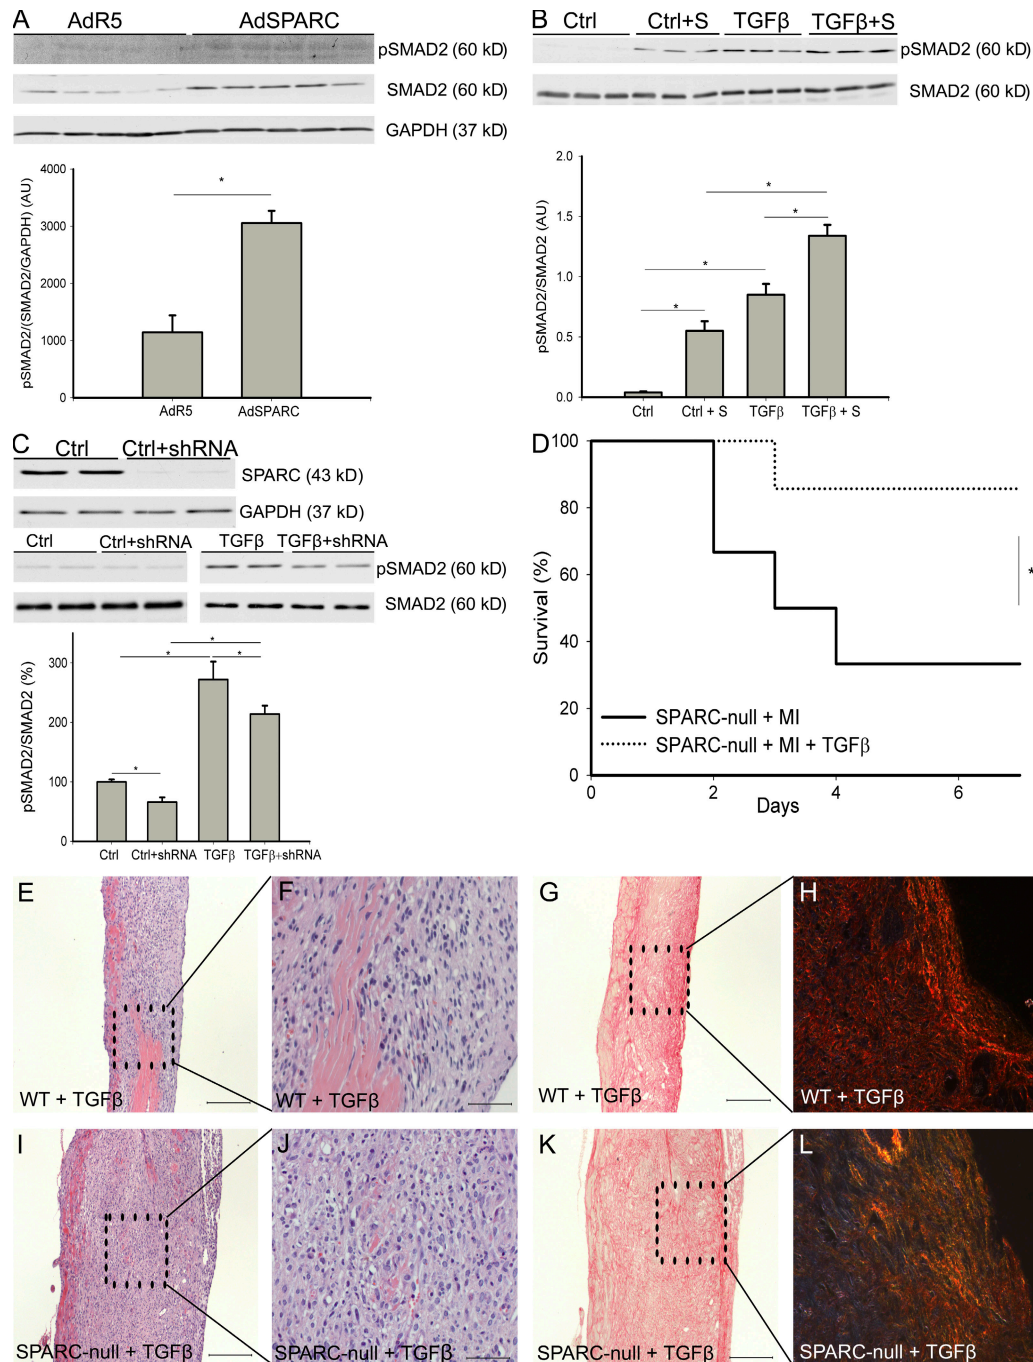 A
AdR5 AdSPARC
pSMAD2 (60 kD)
SMAD2 (60 kD)
GAPDH (37 kD)
pSMAD2/(SMAD2/GAPDH) (AU)
4000
3000
2000
1000
0
*
AdR5 AdSPARC
B
Ctrl Ctrl+S TGFβ TGFβ+S
pSMAD2 (60 kD)
SMAD2 (60 kD)
pSMAD2/SMAD2 (AU)
2.0
1.5
1.0
0.5
0.0
*
*
*
*
Ctrl Ctrl + S TGFβ TGFβ + S
C
Ctrl Ctrl+shRNA
SPARC (43 kD)
GAPDH (37 kD)
Ctrl Ctrl+shRNA TGFβ TGFβ+shRNA
pSMAD2 (60 kD)
SMAD2 (60 kD)
pSMAD2/SMAD2 (%)
300
200
100
0
*
*
*
*
Ctrl Ctrl+shRNA TGFβ TGFβ+shRNA
D
Survival (%)
100
80
60
40
20
0
*
SPARC-null + MI
SPARC-null + MI + TGFβ
0 2 4 6
Days
E
WT + TGFβ
F
WT + TGFβ
G
WT + TGFβ
H
WT + TGFβ
I
SPARC-null + TGFβ
J
SPARC-null + TGFβ
K
SPARC-null + TGFβ
L
SPARC-null + TGFβ